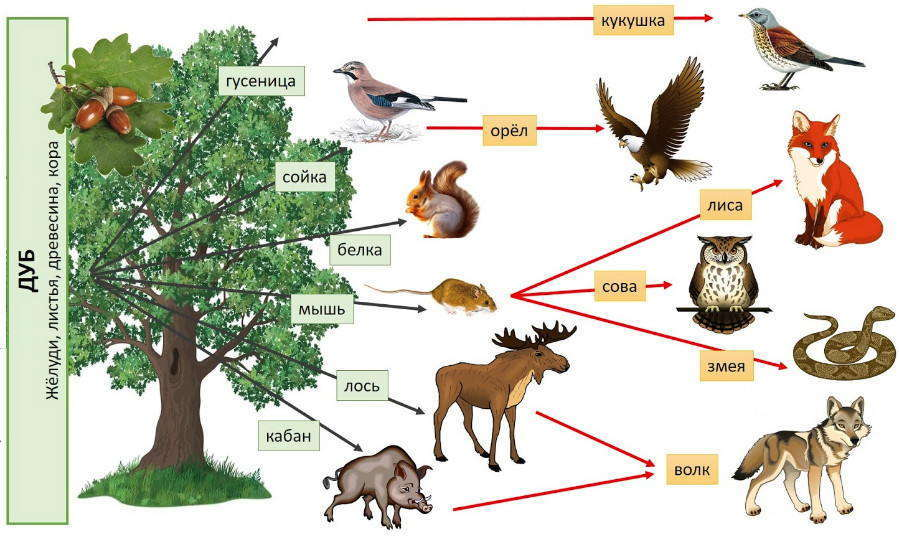 ДУБ
Жёлуди, листья, древесина, кора
гусеница
кукушка
сойка
орёл
белка
лиса
мышь
сова
змея
лось
кабан
волк